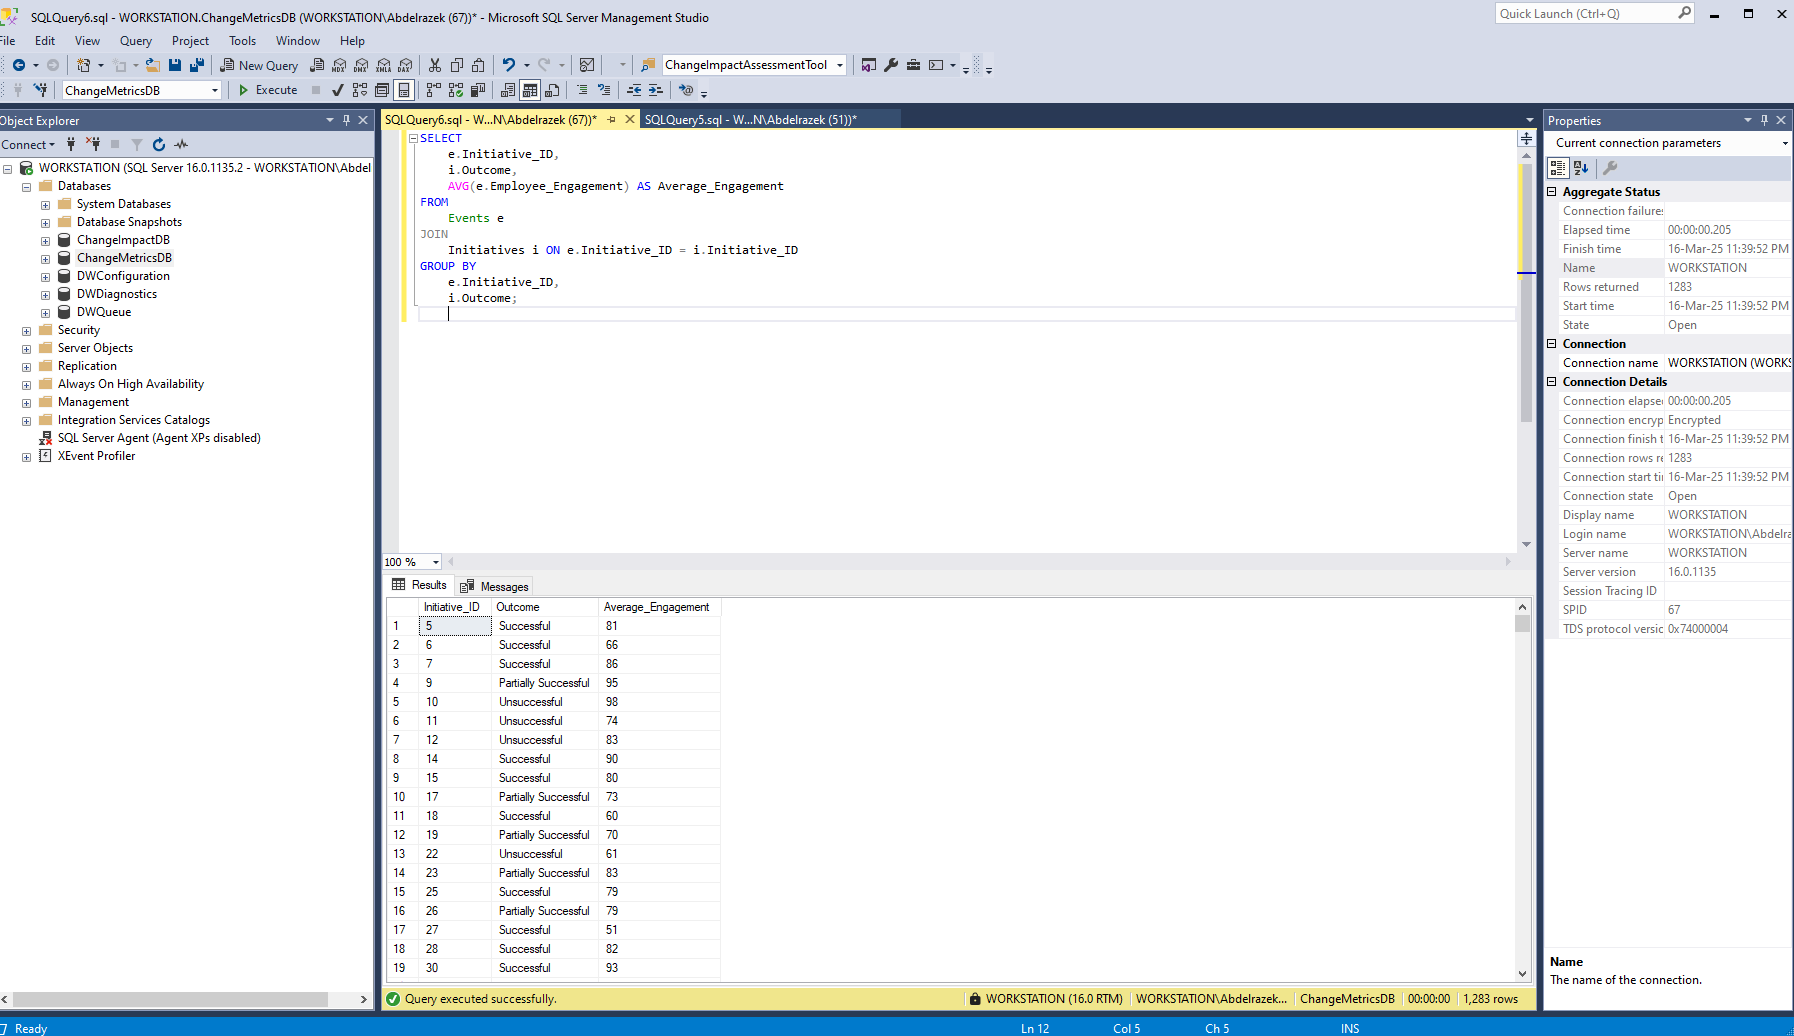 SQLQuery6.sql - WORKSTATION.ChangeMetricsDB (WORKSTATION\Abdelrazek (67))* - Microsoft SQL Server Management Studio
Quick Launch (Ctrl+Q)
File Edit View Query Project Tools Window Help
New Query MDX DMX XMLA DAX ChangeImpactAssessmentTool
ChangeMetricsDB Execute
Object Explorer
Connect
WORKSTATION (SQL Server 16.0.1135.2 - WORKSTATION\Abdel
Databases
System Databases
Database Snapshots
ChangeImpactDB
ChangeMetricsDB
DWConfiguration
DWDiagnostics
DWQueue
Security
Server Objects
Replication
Always On High Availability
Management
Integration Services Catalogs
SQL Server Agent (Agent XPs disabled)
XEvent Profiler
SQLQuery6.sql - W...N\Abdelrazek (67))* SQLQuery5.sql - W...N\Abdelrazek (51))*
SELECT
e.Initiative_ID,
i.Outcome,
AVG(e.Employee_Engagement) AS Average_Engagement
FROM
Events e
JOIN
Initiatives i ON e.Initiative_ID = i.Initiative_ID
GROUP BY
e.Initiative_ID,
i.Outcome;
100 %
Results Messages
Initiative_ID Outcome Average_Engagement
1 5 Successful 81
2 6 Successful 66
3 7 Successful 86
4 9 Partially Successful 95
5 10 Unsuccessful 98
6 11 Unsuccessful 74
7 12 Unsuccessful 83
8 14 Successful 90
9 15 Successful 80
10 17 Partially Successful 73
11 18 Successful 60
12 19 Partially Successful 70
13 22 Unsuccessful 61
14 23 Partially Successful 83
15 25 Successful 79
16 26 Partially Successful 79
17 27 Successful 51
18 28 Successful 82
19 30 Successful 93
Query executed successfully. WORKSTATION (16.0 RTM) WORKSTATION\Abdelrazek... ChangeMetricsDB 00:00:00 1,283 rows
Properties
Current connection parameters
Aggregate Status
Connection failures
Elapsed time 00:00:00.205
Finish time 16-Mar-25 11:39:52 PM
Name WORKSTATION
Rows returned 1283
Start time 16-Mar-25 11:39:52 PM
State Open
Connection
Connection name WORKSTATION (WORKS
Connection Details
Connection elapse 00:00:00.205
Connection encryp Encrypted
Connection finish t 16-Mar-25 11:39:52 PM
Connection rows re 1283
Connection start ti 16-Mar-25 11:39:52 PM
Connection state Open
Display name WORKSTATION
Login name WORKSTATION\Abdelra
Server name WORKSTATION
Server version 16.0.1135
Session Tracing ID
SPID 67
TDS protocol versic 0x74000004
Name
The name of the connection.
Ready Ln 12 Col 5 Ch 5 INS